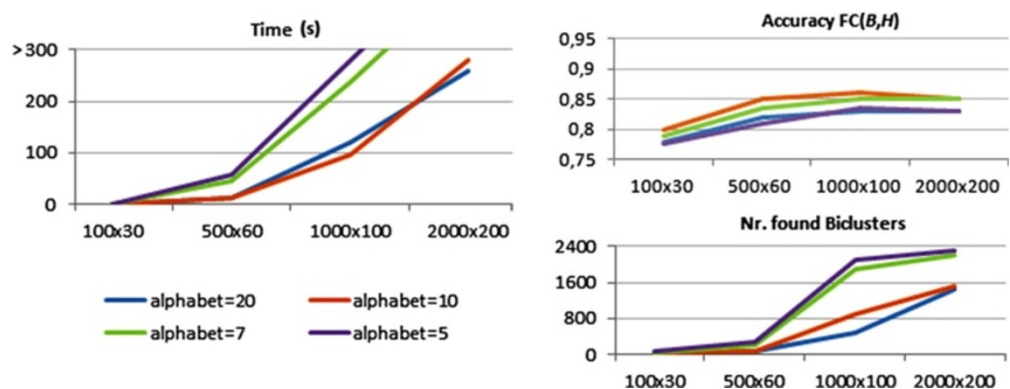 Time (s)
>300
200
100
0
100x30 500x60 1000x100 2000x200
alphabet=20 alphabet=10
alphabet=7 alphabet=5
Accuracy FC(B,H)
0,95
0,9
0,85
0,8
0,75
100x30 500x60 1000x100 2000x200
Nr. found Biclusters
2400
1600
800
0
100x30 500x60 1000x100 2000x200